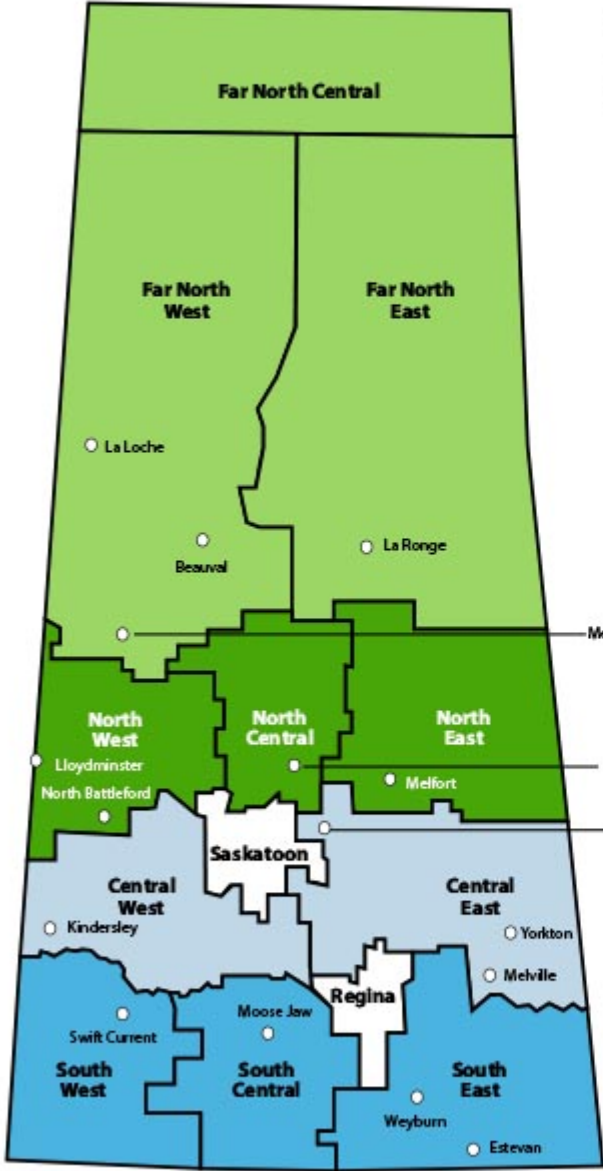 Far North Central
Far North
West
Far North
East
La Loche
Beauval
La Ronge
North
West
North
Central
North
East
Lloydminster
North Battleford
Melfort
Saskatoon
Central
West
Central
East
Kindersley
Yorkton
Melville
Regina
Moose Jaw
Swift Current
South
West
South
Central
South
East
Weyburn
Estevan